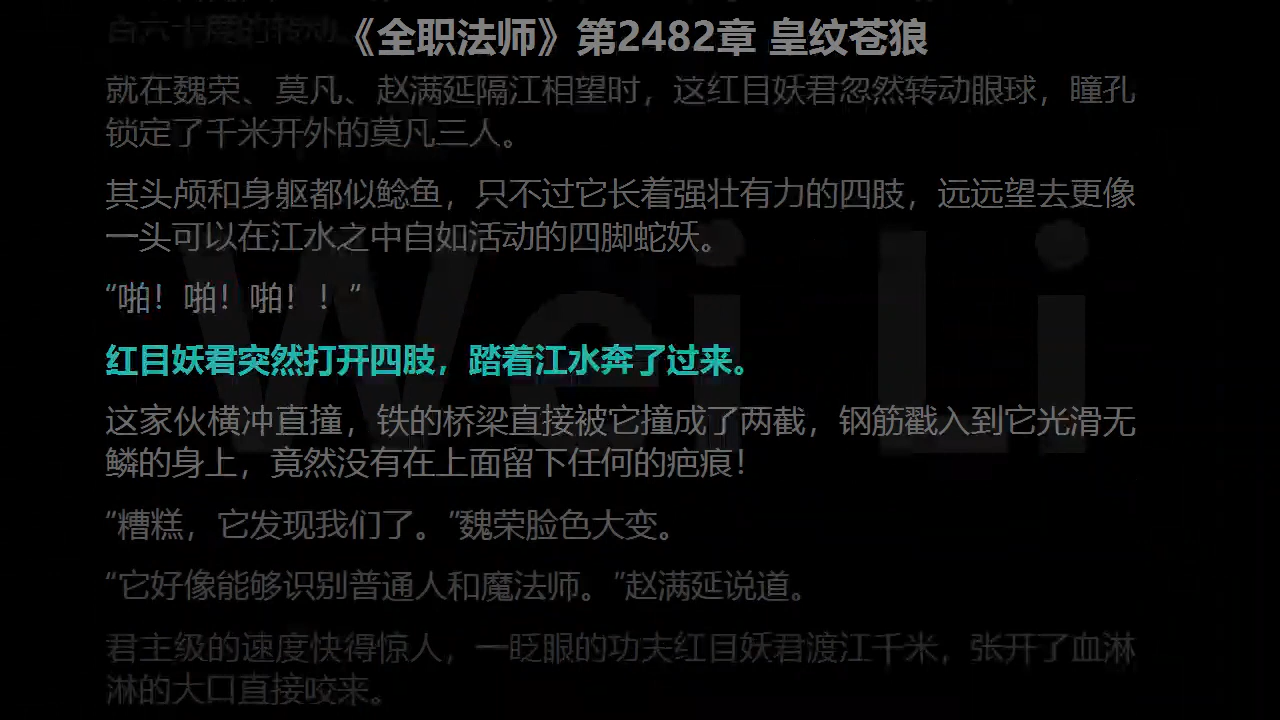 百六十度的转动。
《全职法师》第2482章 皇纹苍狼
就在魏荣、莫凡、赵满延隔江相望时，这红目妖君忽然转动眼球，瞳孔
锁定了千米开外的莫凡三人。
其头颅和身躯都似鲶鱼，只不过它长着强壮有力的四肢，远远望去更像
一头可以在江水之中自如活动的四脚蛇妖。
“啪！啪！啪！！”
红目妖君突然打开四肢，踏着江水奔了过来。
这家伙横冲直撞，铁的桥梁直接被它撞成了两截，钢筋戳入到它光滑无
鳞的身上，竟然没有在上面留下任何的疤痕！
“糟糕，它发现我们了。”魏荣脸色大变。
“它好像能够识别普通人和魔法师。”赵满延说道。
君主级的速度快得惊人，一眨眼的功夫红目妖君渡江千米，张开了血淋
淋的大口直接咬来。
Wei Li